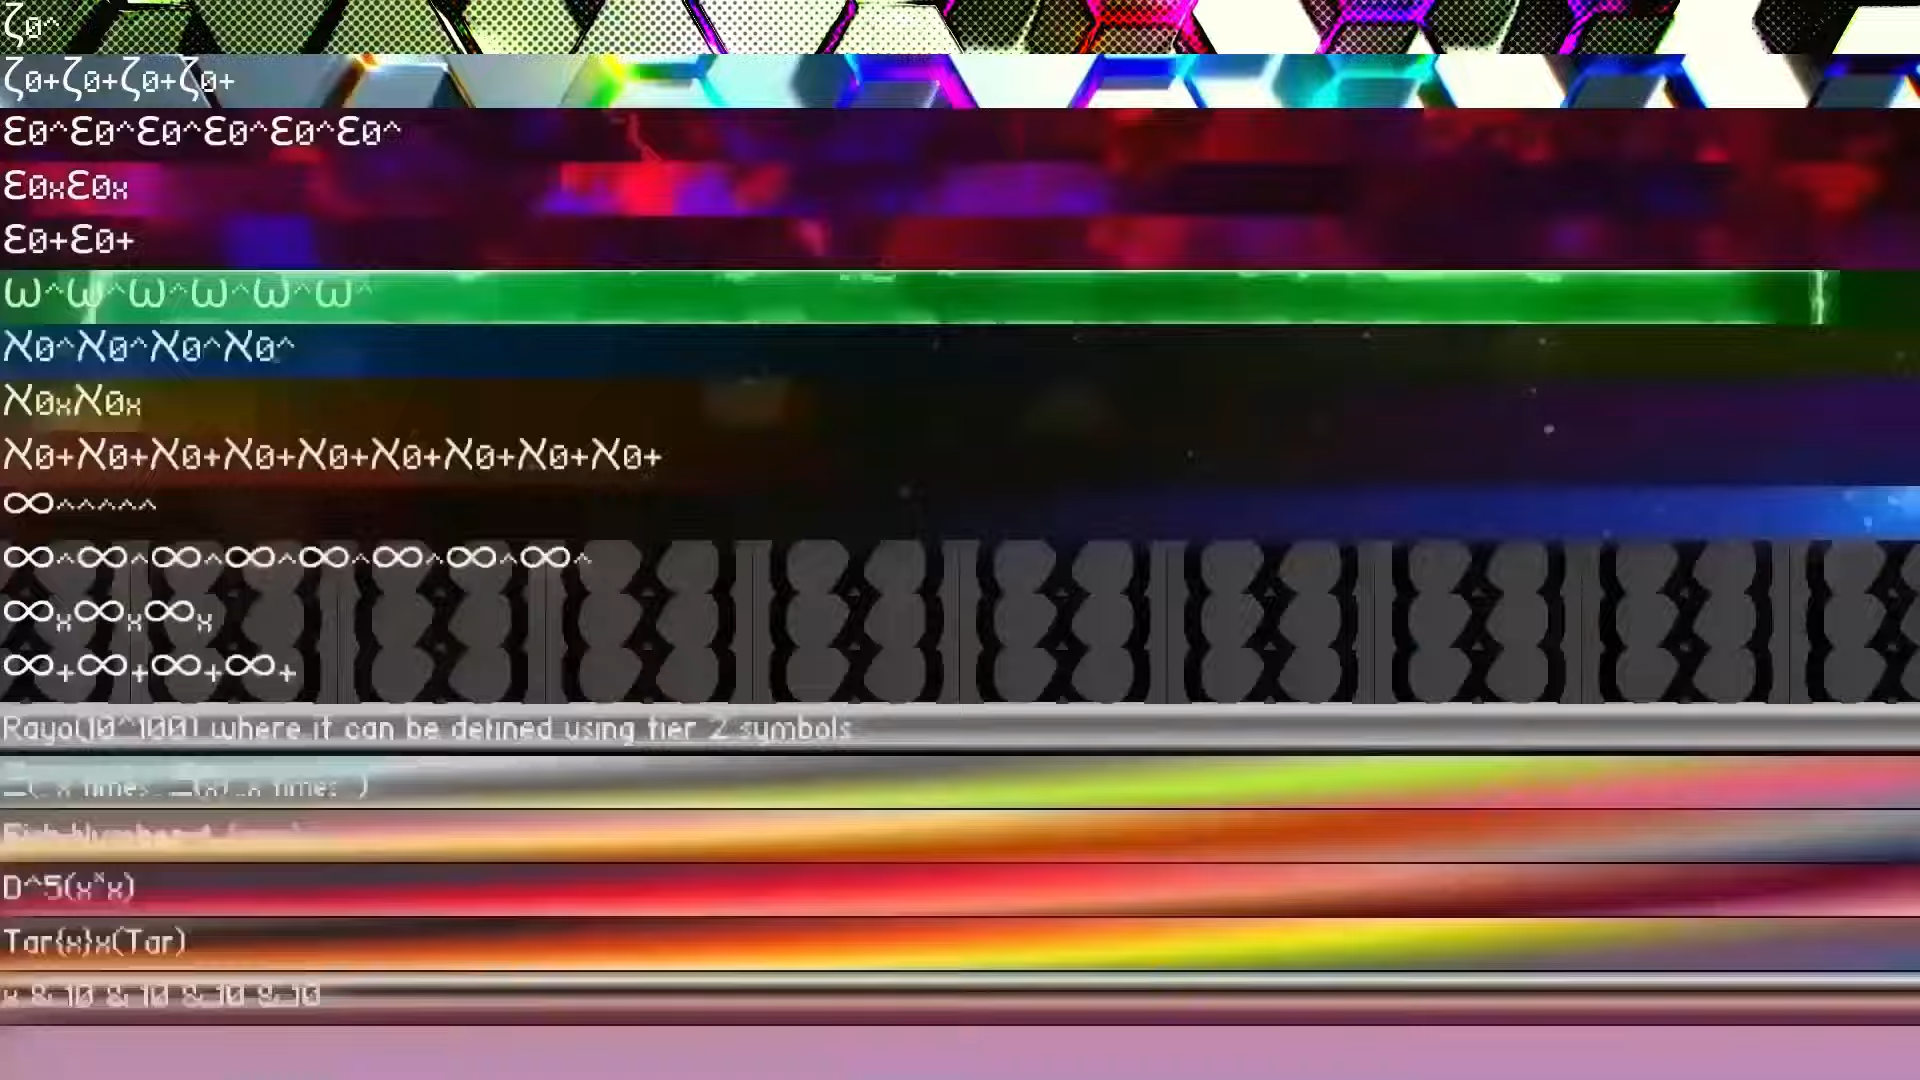 ζ0^
ζ0+ζ0+ζ0+ζ0+
ε0^ε0^ε0^ε0^ε0^ε0^
ε0xε0x
ε0+ε0+
ω^ω^ω^ω^ω^ω^
ℵ0^ℵ0^ℵ0^ℵ0^
ℵ0xℵ0x
ℵ0+ℵ0+ℵ0+ℵ0+ℵ0+ℵ0+ℵ0+ℵ0+ℵ0+
∞^^^^^
∞^∞^∞^∞^∞^∞^∞^∞^
∞x∞x∞x
∞+∞+∞+∞+
Rayo(10^100) where it can be defined using tier 2 symbols
D^5(x^x)
Tar{x}x(Tar)
x & 10 & 10 & 10 & 10